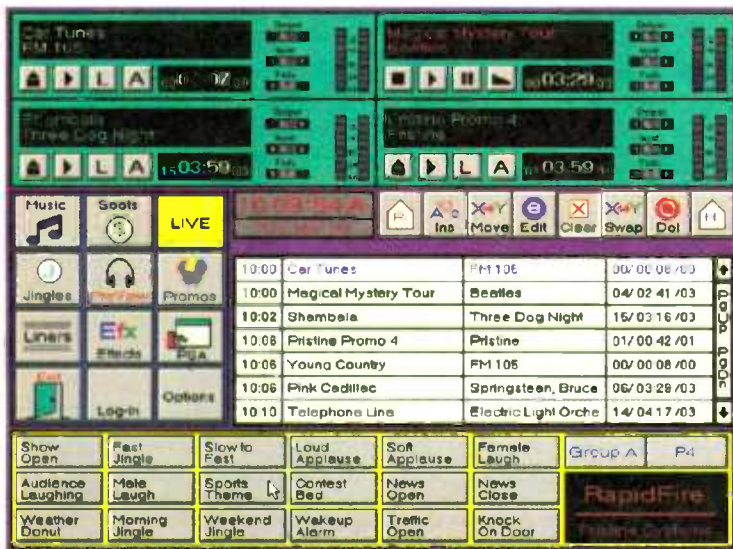 Car Tunes
FM 105
L A
Magical Mystery Tour
Beatles
03:29
Shambala
Three Dog Night
L A 03:59
Pristine Promo 4
Pristine
L A 03:59
Music Spots LIVE
Jingles Promos
Liners Efx Effects
Exit Log-In Options
Ins Move Edit Clear Swap Del
10:00 Car Tunes FM 105 00/00:08/00
10:00 Magical Mystery Tour Beatles 04/02:41/03
10:02 Shambala Three Dog Night 15/03:16/03
10:06 Pristine Promo 4 Pristine 01/00:42/01
10:06 Young Country FM 105 00/00:08/00
10:06 Pink Cadillac Springsteen, Bruce 06/03:29/03
10:10 Telephone Line Electric Light Orche 14/04:17/03
PgUp PgDn
Show Open Fast Jingle Slow to Fast Loud Applause Soft Applause Female Laugh Group A P4
Audience Laughing Male Laugh Sports Theme Contest Bed News Open News Close
RapidFire
Weather Donut Morning Jingle Weekend Jingle Wakeup Alarm Traffic Open Knock On Door